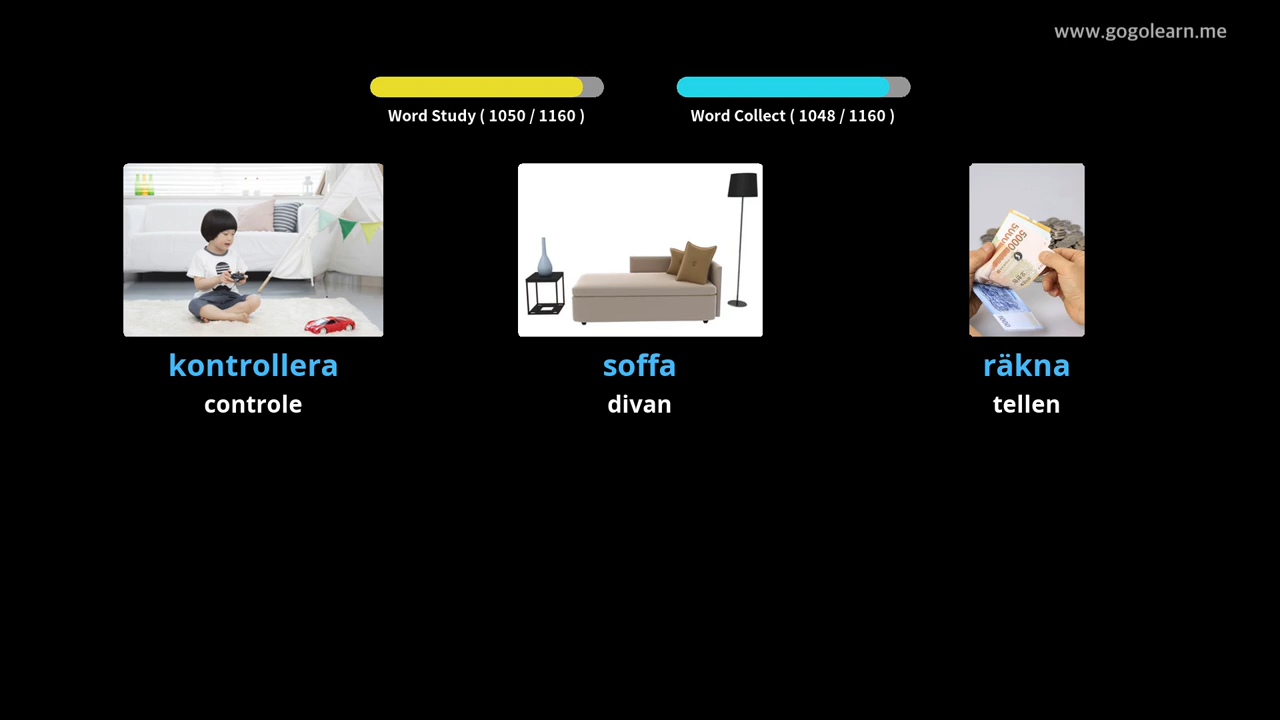 www.gogolearn.me
Word Study ( 1050 / 1160 )
Word Collect ( 1048 / 1160 )
kontrollera
controle
soffa
divan
räkna
tellen